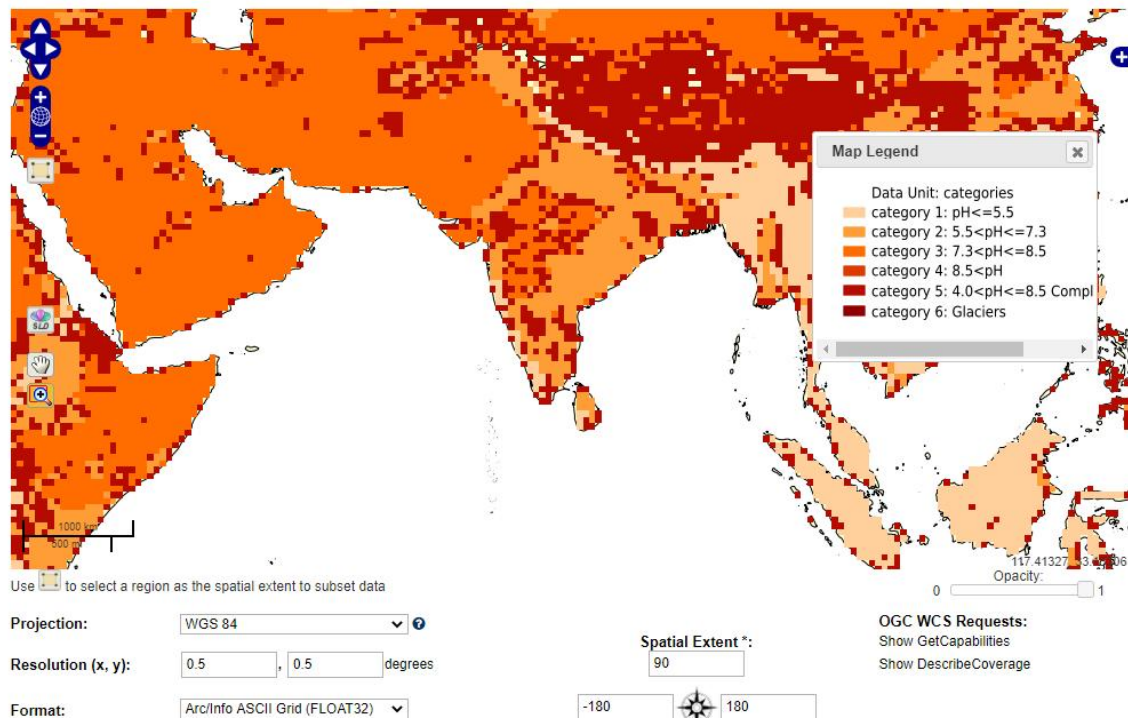 Map Legend
Data Unit: categories
category 1: pH<=5.5
category 2: 5.5<pH<=7.3
category 3: 7.3<pH<=8.5
category 4: 8.5<pH
category 5: 4.0<pH<=8.5 Compl
category 6: Glaciers
SLD
1000 km
500 mi
Use to select a region as the spatial extent to subset data
Opacity:
0 1
Projection: WGS 84
Resolution (x, y): 0.5 , 0.5 degrees
Format: Arc/Info ASCII Grid (FLOAT32)
Spatial Extent *:
90
-180 180
OGC WCS Requests:
Show GetCapabilities
Show DescribeCoverage